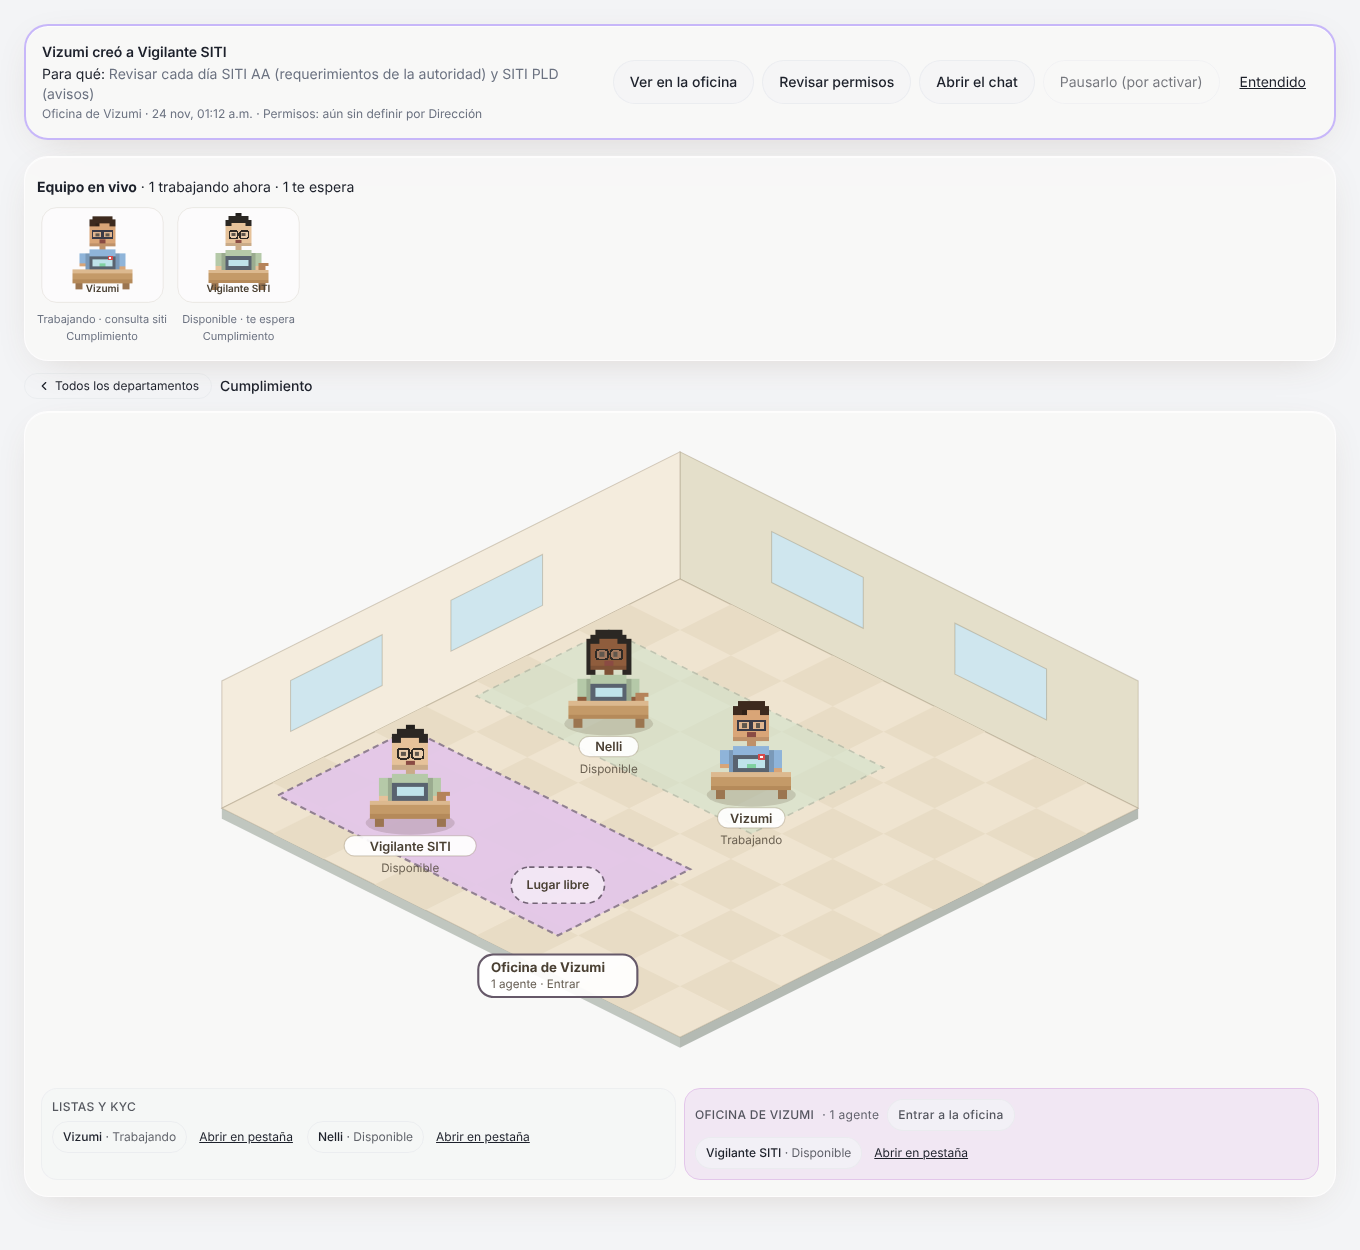 Vizumi creó a Vigilante SITI
Para qué: Revisar cada día SITI AA (requerimientos de la autoridad) y SITI PLD
(avisos)
Oficina de Vizumi · 24 nov, 01:12 a.m. · Permisos: aún sin definir por Dirección
Ver en la oficina
Revisar permisos
Abrir el chat
Pausarlo (por activar)
Entendido
Equipo en vivo · 1 trabajando ahora · 1 te espera
Vizumi
Vigilante SITI
Trabajando · consulta siti
Cumplimiento
Disponible · te espera
Cumplimiento
Todos los departamentos
Cumplimiento
Nelli
Disponible
Vizumi
Trabajando
Vigilante SITI
Disponible
Lugar libre
Oficina de Vizumi
1 agente · Entrar
LISTAS Y KYC
Vizumi · Trabajando
Abrir en pestaña
Nelli · Disponible
Abrir en pestaña
OFICINA DE VIZUMI · 1 agente
Entrar a la oficina
Vigilante SITI · Disponible
Abrir en pestaña